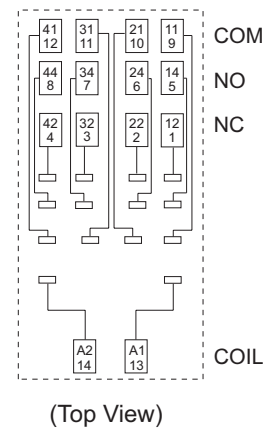 41 31 21 11 COM
12 11 10 9
44 34 24 14 NO
8 7 6 5
42 32 22 12 NC
4 3 2 1
A2 A1 COIL
14 13
(Top View)